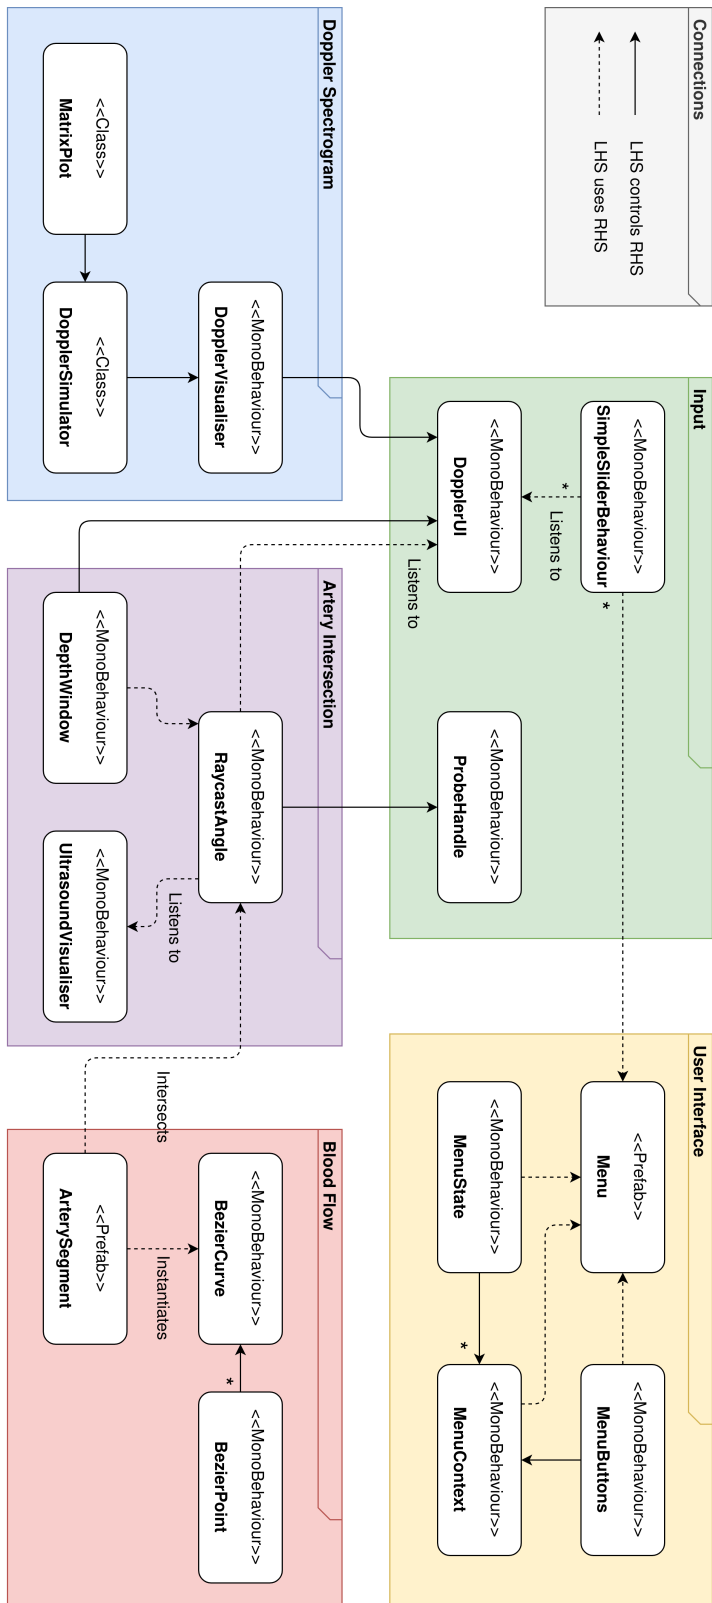 Connections
LHS controls RHS
LHS uses RHS
Input
<<MonoBehaviour>>
SimpleSliderBehaviour
*
*
Listens to
<<MonoBehaviour>>
DopplerUI
Listens to
<<MonoBehaviour>>
ProbeHandle
User Interface
<<Prefab>>
Menu
<<MonoBehaviour>>
MenuButtons
<<MonoBehaviour>>
MenuState
*
<<MonoBehaviour>>
MenuContext
Doppler Spectrogram
<<MonoBehaviour>>
DopplerVisualiser
<<Class>>
MatrixPlot
<<Class>>
DopplerSimulator
Artery Intersection
<<MonoBehaviour>>
RaycastAngle
Listens to
<<MonoBehaviour>>
DepthWindow
<<MonoBehaviour>>
UltrasoundVisualiser
Intersects
Blood Flow
<<MonoBehaviour>>
BezierCurve
*
<<MonoBehaviour>>
BezierPoint
Instantiates
<<Prefab>>
ArterySegment